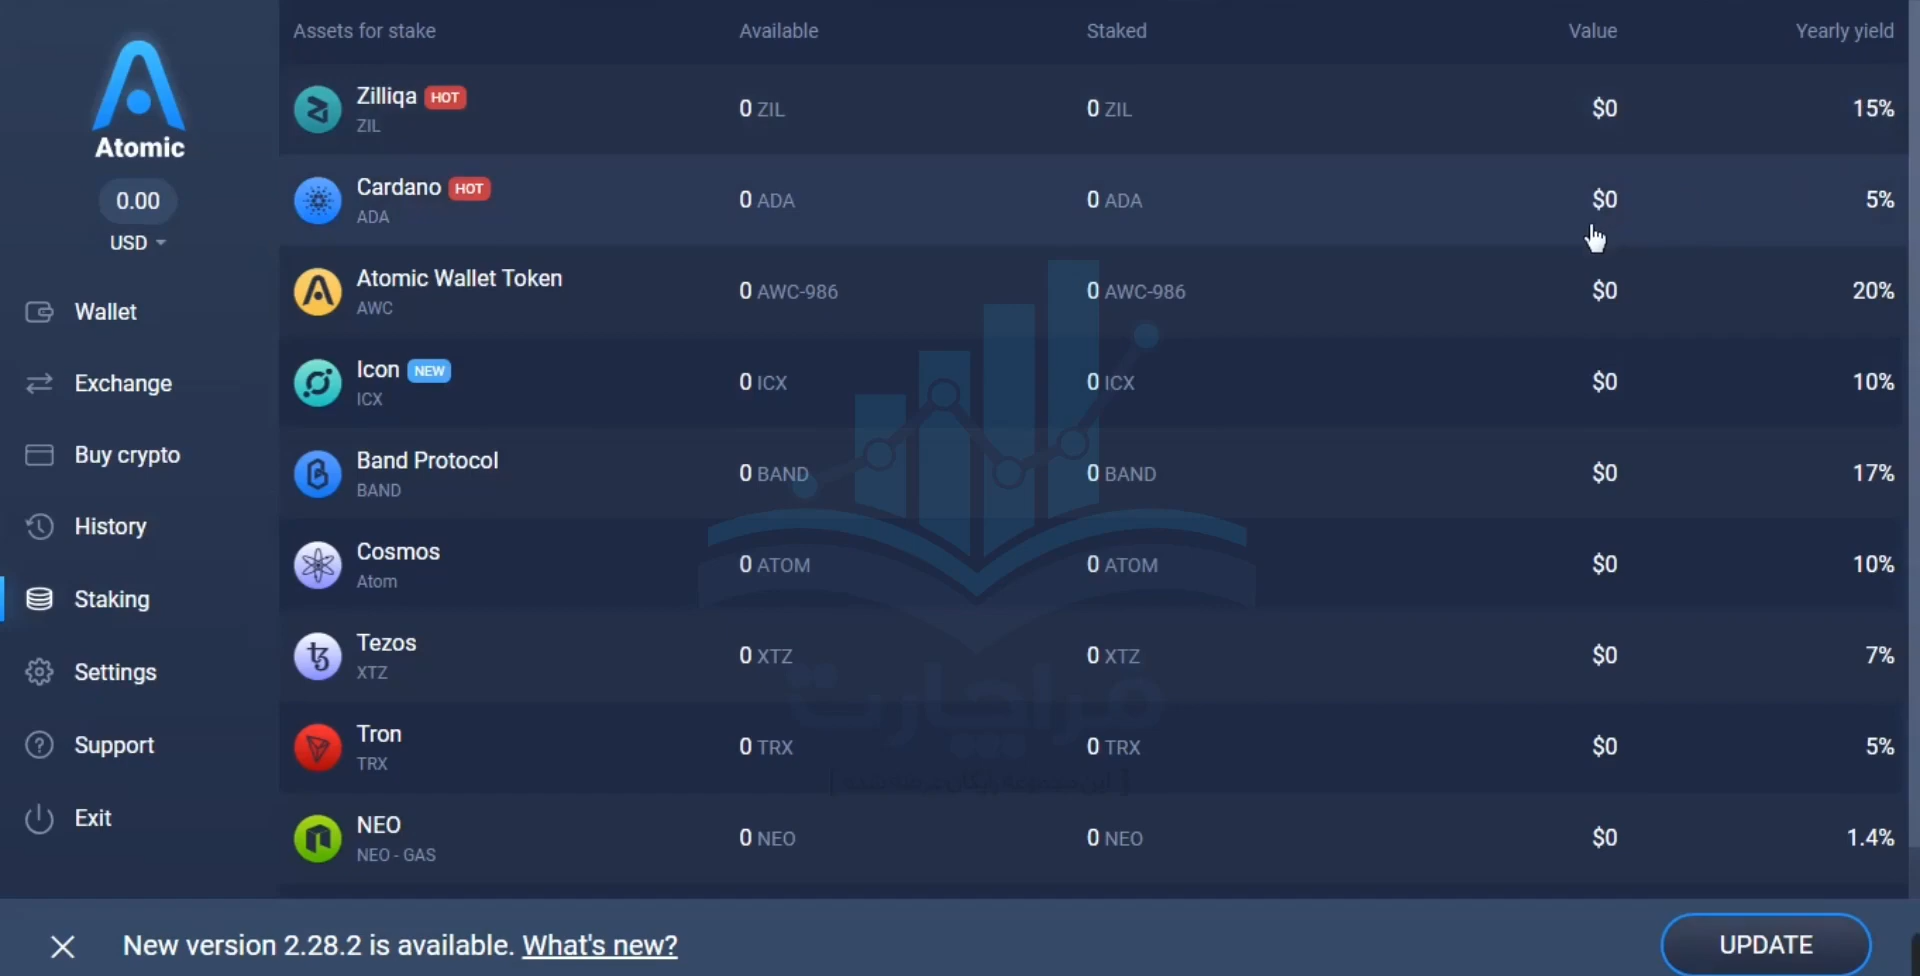 Assets for stake Available Staked Value Yearly yield
Atomic
0.00
USD
Wallet
Exchange
Buy crypto
History
Staking
Settings
Support
Exit
Zilliqa HOT
ZIL
0 ZIL 0 ZIL $0 15%
Cardano HOT
ADA
0 ADA 0 ADA $0 5%
Atomic Wallet Token
AWC
0 AWC-986 0 AWC-986 $0 20%
Icon NEW
ICX
0 ICX 0 ICX $0 10%
Band Protocol
BAND
0 BAND 0 BAND $0 17%
Cosmos
Atom
0 ATOM 0 ATOM $0 10%
Tezos
XTZ
0 XTZ 0 XTZ $0 7%
Tron
TRX
0 TRX 0 TRX $0 5%
NEO
NEO - GAS
0 NEO 0 NEO $0 1.4%
فراچارت
New version 2.28.2 is available. What's new?
UPDATE